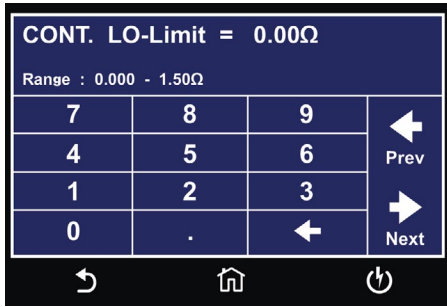 CONT. LO-Limit = 0.00Ω
Range : 0.000 - 1.50Ω
7 8 9
4 5 6 Prev
1 2 3
0 . Next